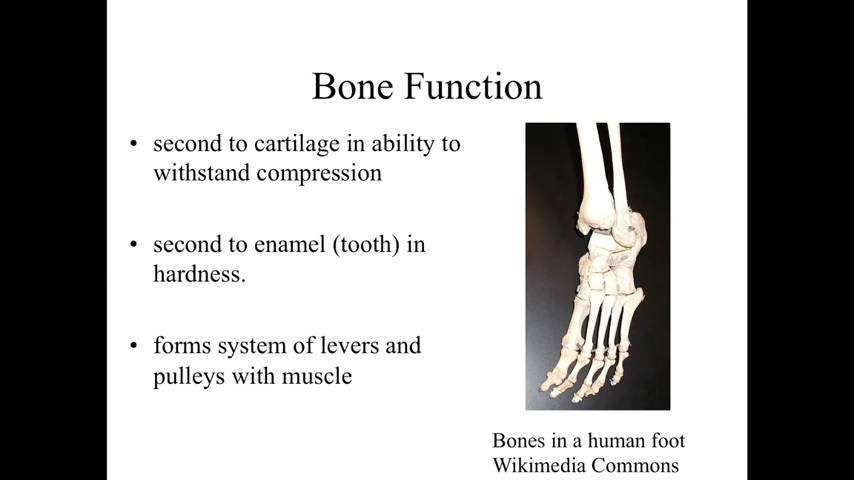 Bone Function
• second to cartilage in ability to
withstand compression
• second to enamel (tooth) in
hardness.
• forms system of levers and
pulleys with muscle
Bones in a human foot
Wikimedia Commons